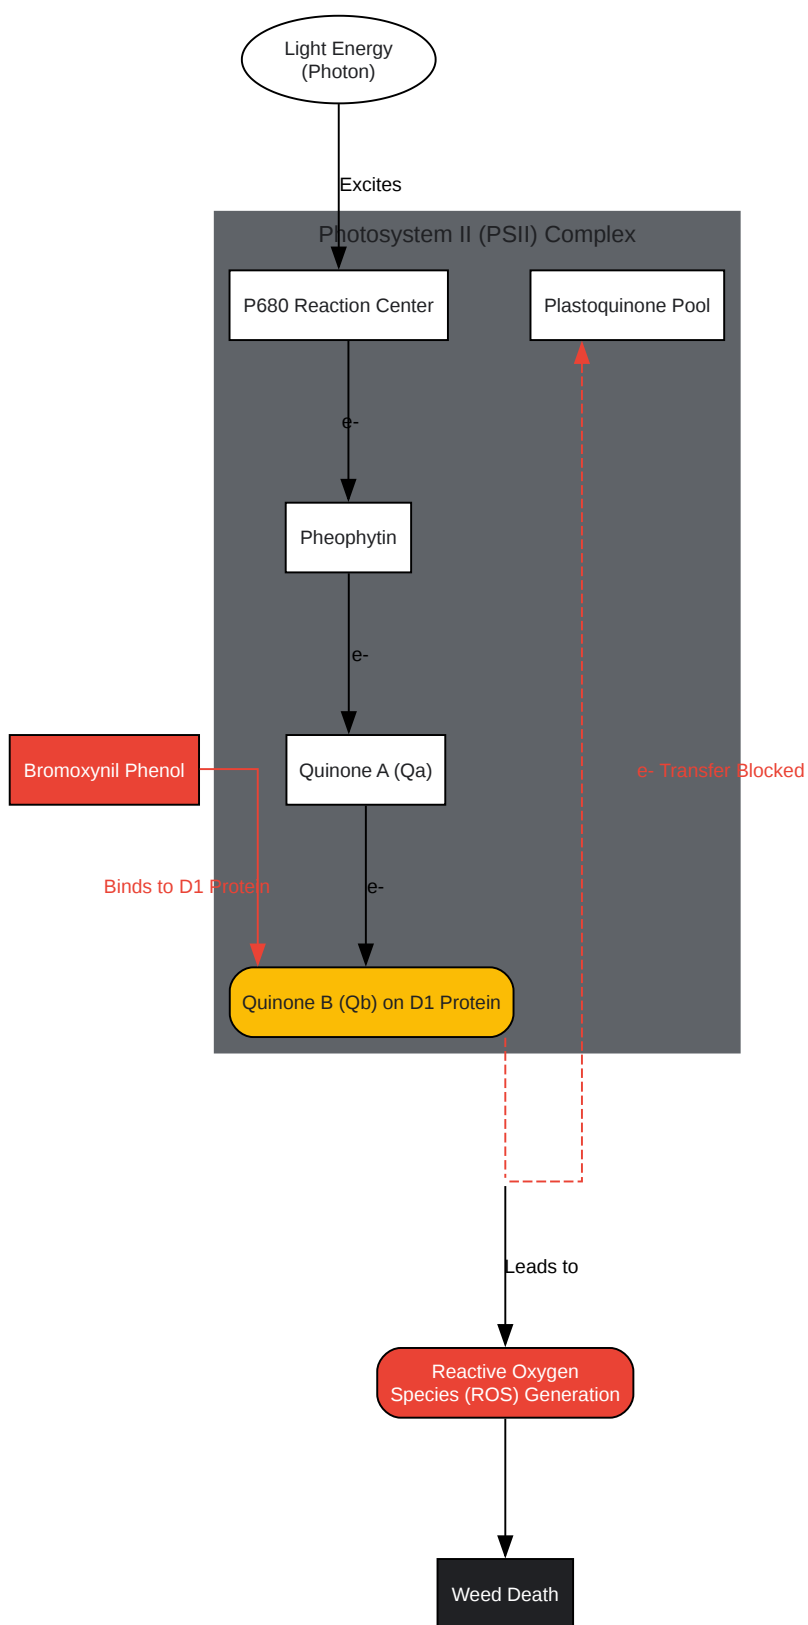 Light Energy
(Photon)
Excites
Photosystem II (PSII) Complex
P680 Reaction Center
Plastoquinone Pool
e-
Pheophytin
e-
Bromoxynil Phenol
Quinone A (Qa)
e- Transfer Blocked
Binds to D1 Protein
e-
Quinone B (Qb) on D1 Protein
Leads to
Reactive Oxygen
Species (ROS) Generation
Weed Death